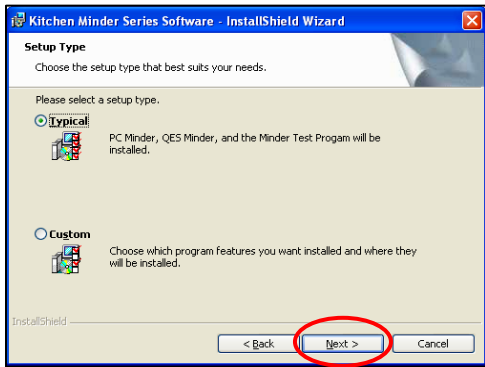 Kitchen Minder Series Software - InstallShield Wizard
Setup Type
Choose the setup type that best suits your needs.
Please select a setup type.
Typical
PC Minder, QES Minder, and the Minder Test Progam will be
installed.
Custom
Choose which program features you want installed and where they
will be installed.
InstallShield
< Back Next > Cancel